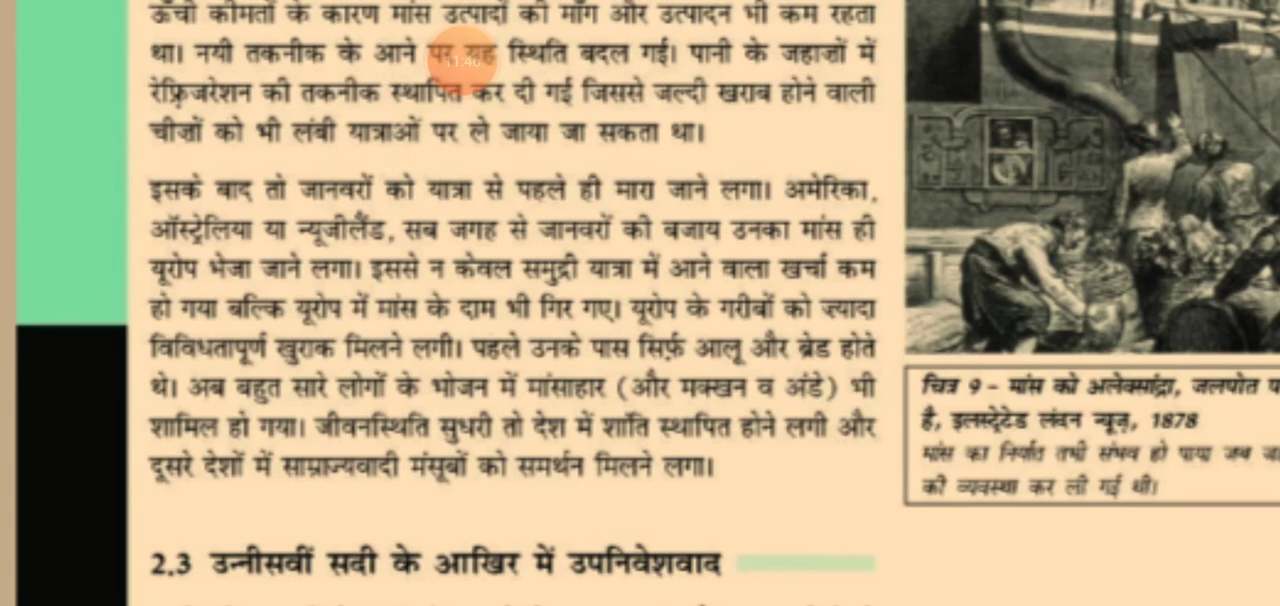 ऊँची कीमतों के कारण मांस उत्पादों की माँग और उत्पादन भी कम रहता
था। नयी तकनीक के आने पर यह स्थिति बदल गई। पानी के जहाज़ों में
11:46
रेफ़्रिजरेशन की तकनीक स्थापित कर दी गई जिससे जल्दी खराब होने वाली
चीज़ों को भी लंबी यात्राओं पर ले जाया जा सकता था।
इसके बाद तो जानवरों को यात्रा से पहले ही मारा जाने लगा। अमेरिका,
ऑस्ट्रेलिया या न्यूजीलैंड, सब जगह से जानवरों की बजाय उनका मांस ही
यूरोप भेजा जाने लगा। इससे न केवल समुद्री यात्रा में आने वाला खर्चा कम
हो गया बल्कि यूरोप में मांस के दाम भी गिर गए। यूरोप के गरीबों को ज्यादा
विविधतापूर्ण खुराक मिलने लगी। पहले उनके पास सिर्फ़ आलू और ब्रेड होते
थे। अब बहुत सारे लोगों के भोजन में मांसाहार (और मक्खन व अंडे) भी
शामिल हो गया। जीवनस्थिति सुधरी तो देश में शांति स्थापित होने लगी और
दूसरे देशों में साम्राज्यवादी मंसूबों को समर्थन मिलने लगा।
चित्र 9 – मांस को अलेक्सांद्रा, जलपोत
है, इलस्ट्रेटेड लंदन न्यूज़, 1878
मांस का निर्यात तभी संभव हो पाया जब
की व्यवस्था कर ली गई थी।
2.3 उन्नीसवीं सदी के आखिर में उपनिवेशवाद